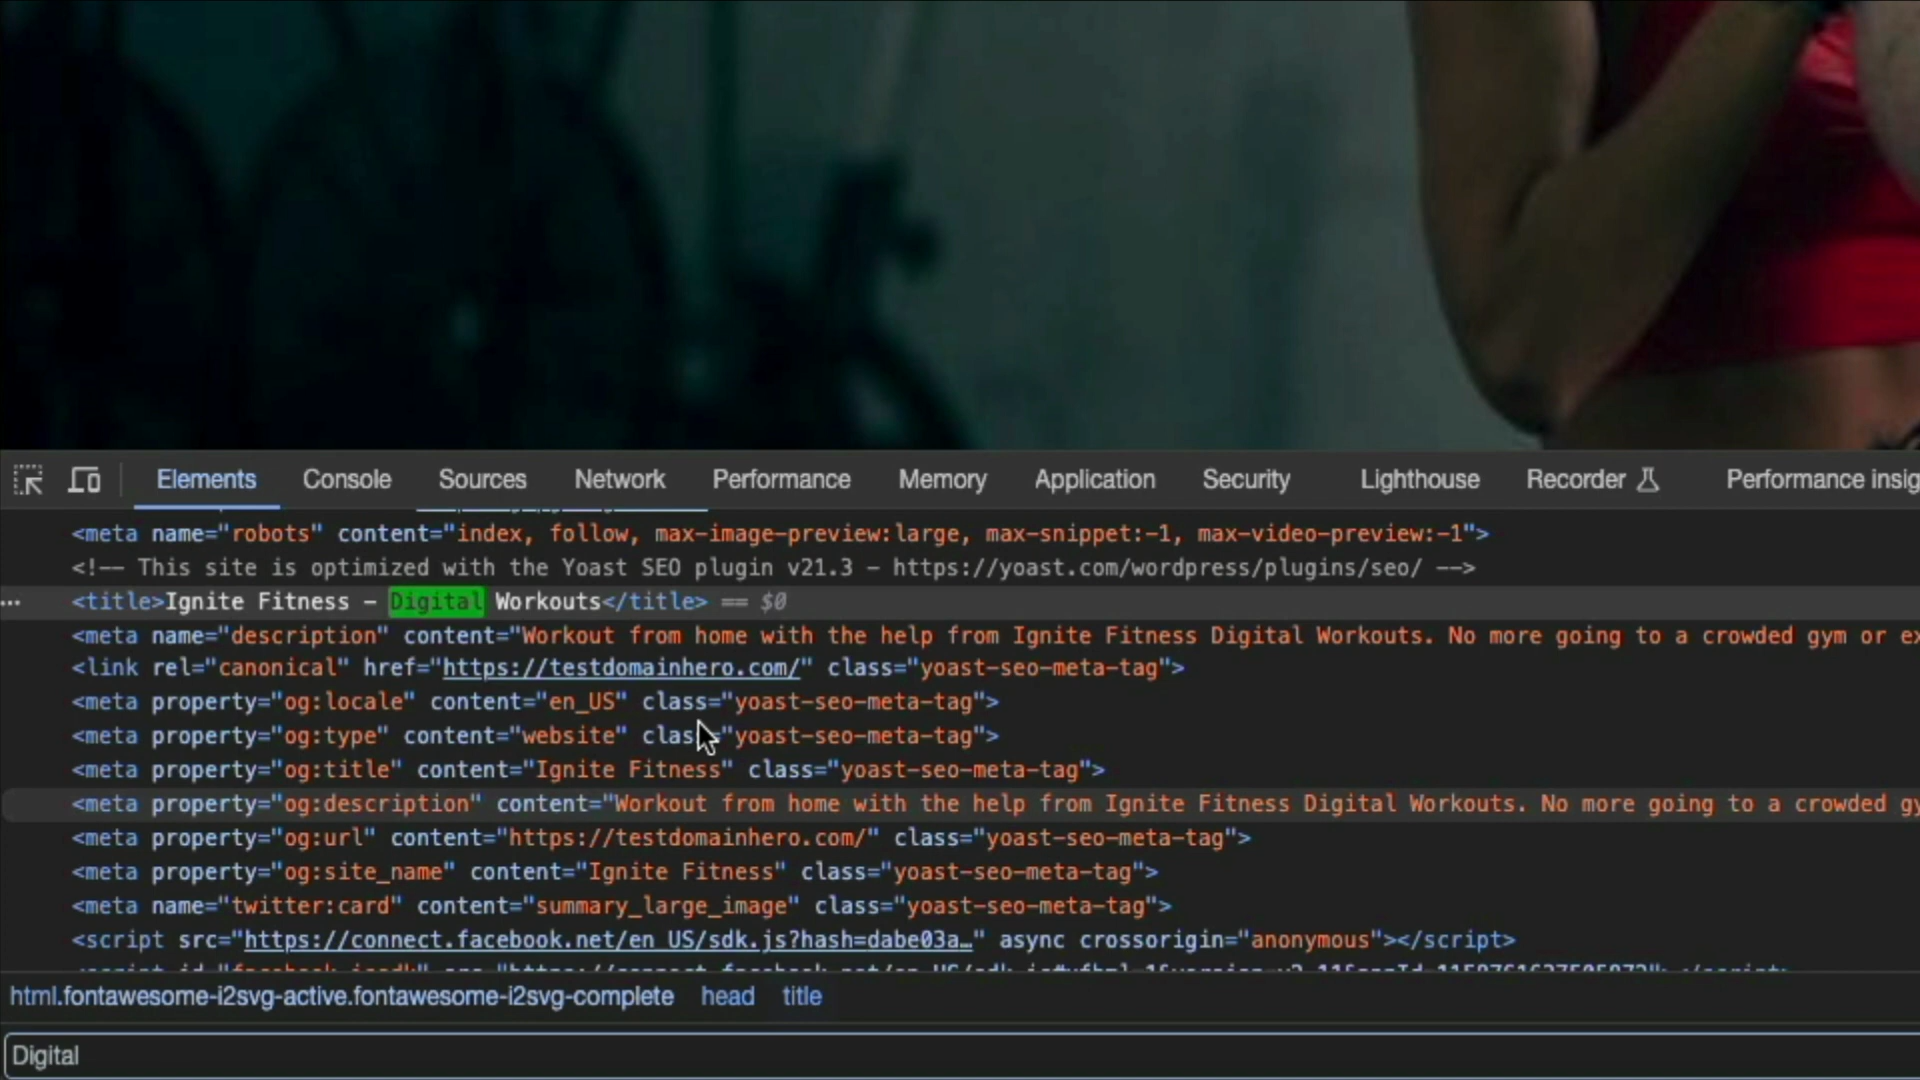 Elements Console Sources Network Performance Memory Application Security Lighthouse Recorder Performance
<meta name="robots" content="index, follow, max-image-preview:large, max-snippet:-1, max-video-preview:-1">
<!-- This site is optimized with the Yoast SEO plugin v21.3 - https://yoast.com/wordpress/plugins/seo/ -->
… <title>Ignite Fitness - Digital Workouts</title> == $0
<meta name="description" content="Workout from home with the help from Ignite Fitness Digital Workouts. No more going to a crowded gym or
<link rel="canonical" href="https://testdomainhero.com/" class="yoast-seo-meta-tag">
<meta property="og:locale" content="en_US" class="yoast-seo-meta-tag">
<meta property="og:type" content="website" class="yoast-seo-meta-tag">
<meta property="og:title" content="Ignite Fitness" class="yoast-seo-meta-tag">
<meta property="og:description" content="Workout from home with the help from Ignite Fitness Digital Workouts. No more going to a crowded
<meta property="og:url" content="https://testdomainhero.com/" class="yoast-seo-meta-tag">
<meta property="og:site_name" content="Ignite Fitness" class="yoast-seo-meta-tag">
<meta name="twitter:card" content="summary_large_image" class="yoast-seo-meta-tag">
<script src="https://connect.facebook.net/en_US/sdk.js?hash=dabe03a…" async crossorigin="anonymous"></script>
html.fontawesome-i2svg-active.fontawesome-i2svg-complete head title
Digital